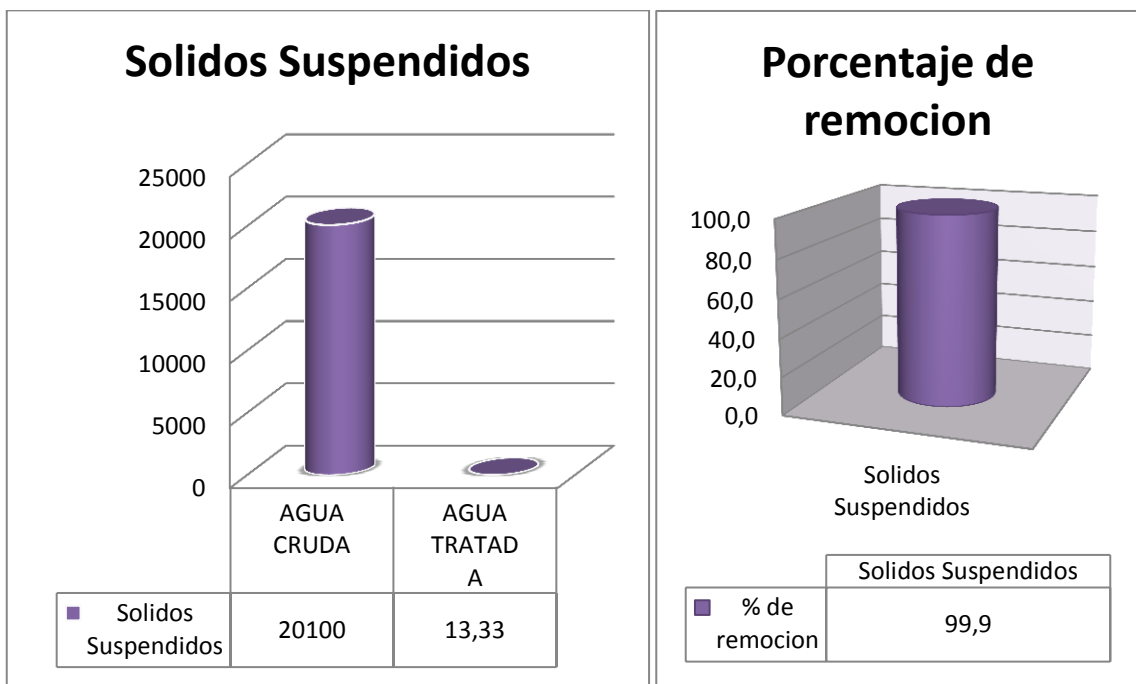 Solidos Suspendidos
25000
20000
15000
10000
5000
0
AGUA
CRUDA
AGUA
TRATAD
A
Solidos
Suspendidos
20100
13,33
Porcentaje de
remocion
100,0
80,0
60,0
40,0
20,0
0,0
Solidos
Suspendidos
Solidos Suspendidos
% de
remocion
99,9